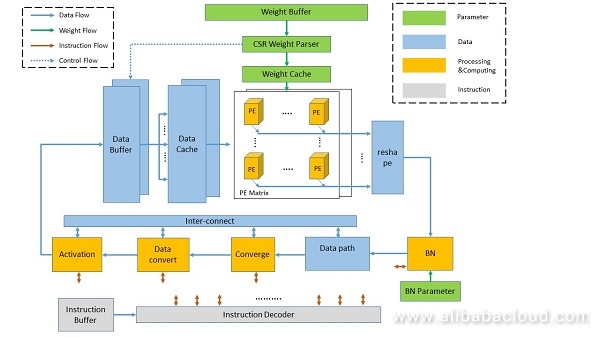 Data Flow
Weight Flow
Instruction Flow
Control Flow
Weight Buffer
CSR Weight Parser
Weight Cache
Parameter
Data
Processing
&Computing
Instruction
Data
Buffer
Data
Cache
PE
....
PE
PE
....
PE
PE Matrix
resha
pe
Inter-connect
Activation
Data
convert
Converge
Data path
BN
BN Parameter
Instruction
Buffer
..........
Instruction Decoder
www.alibabacloud.com